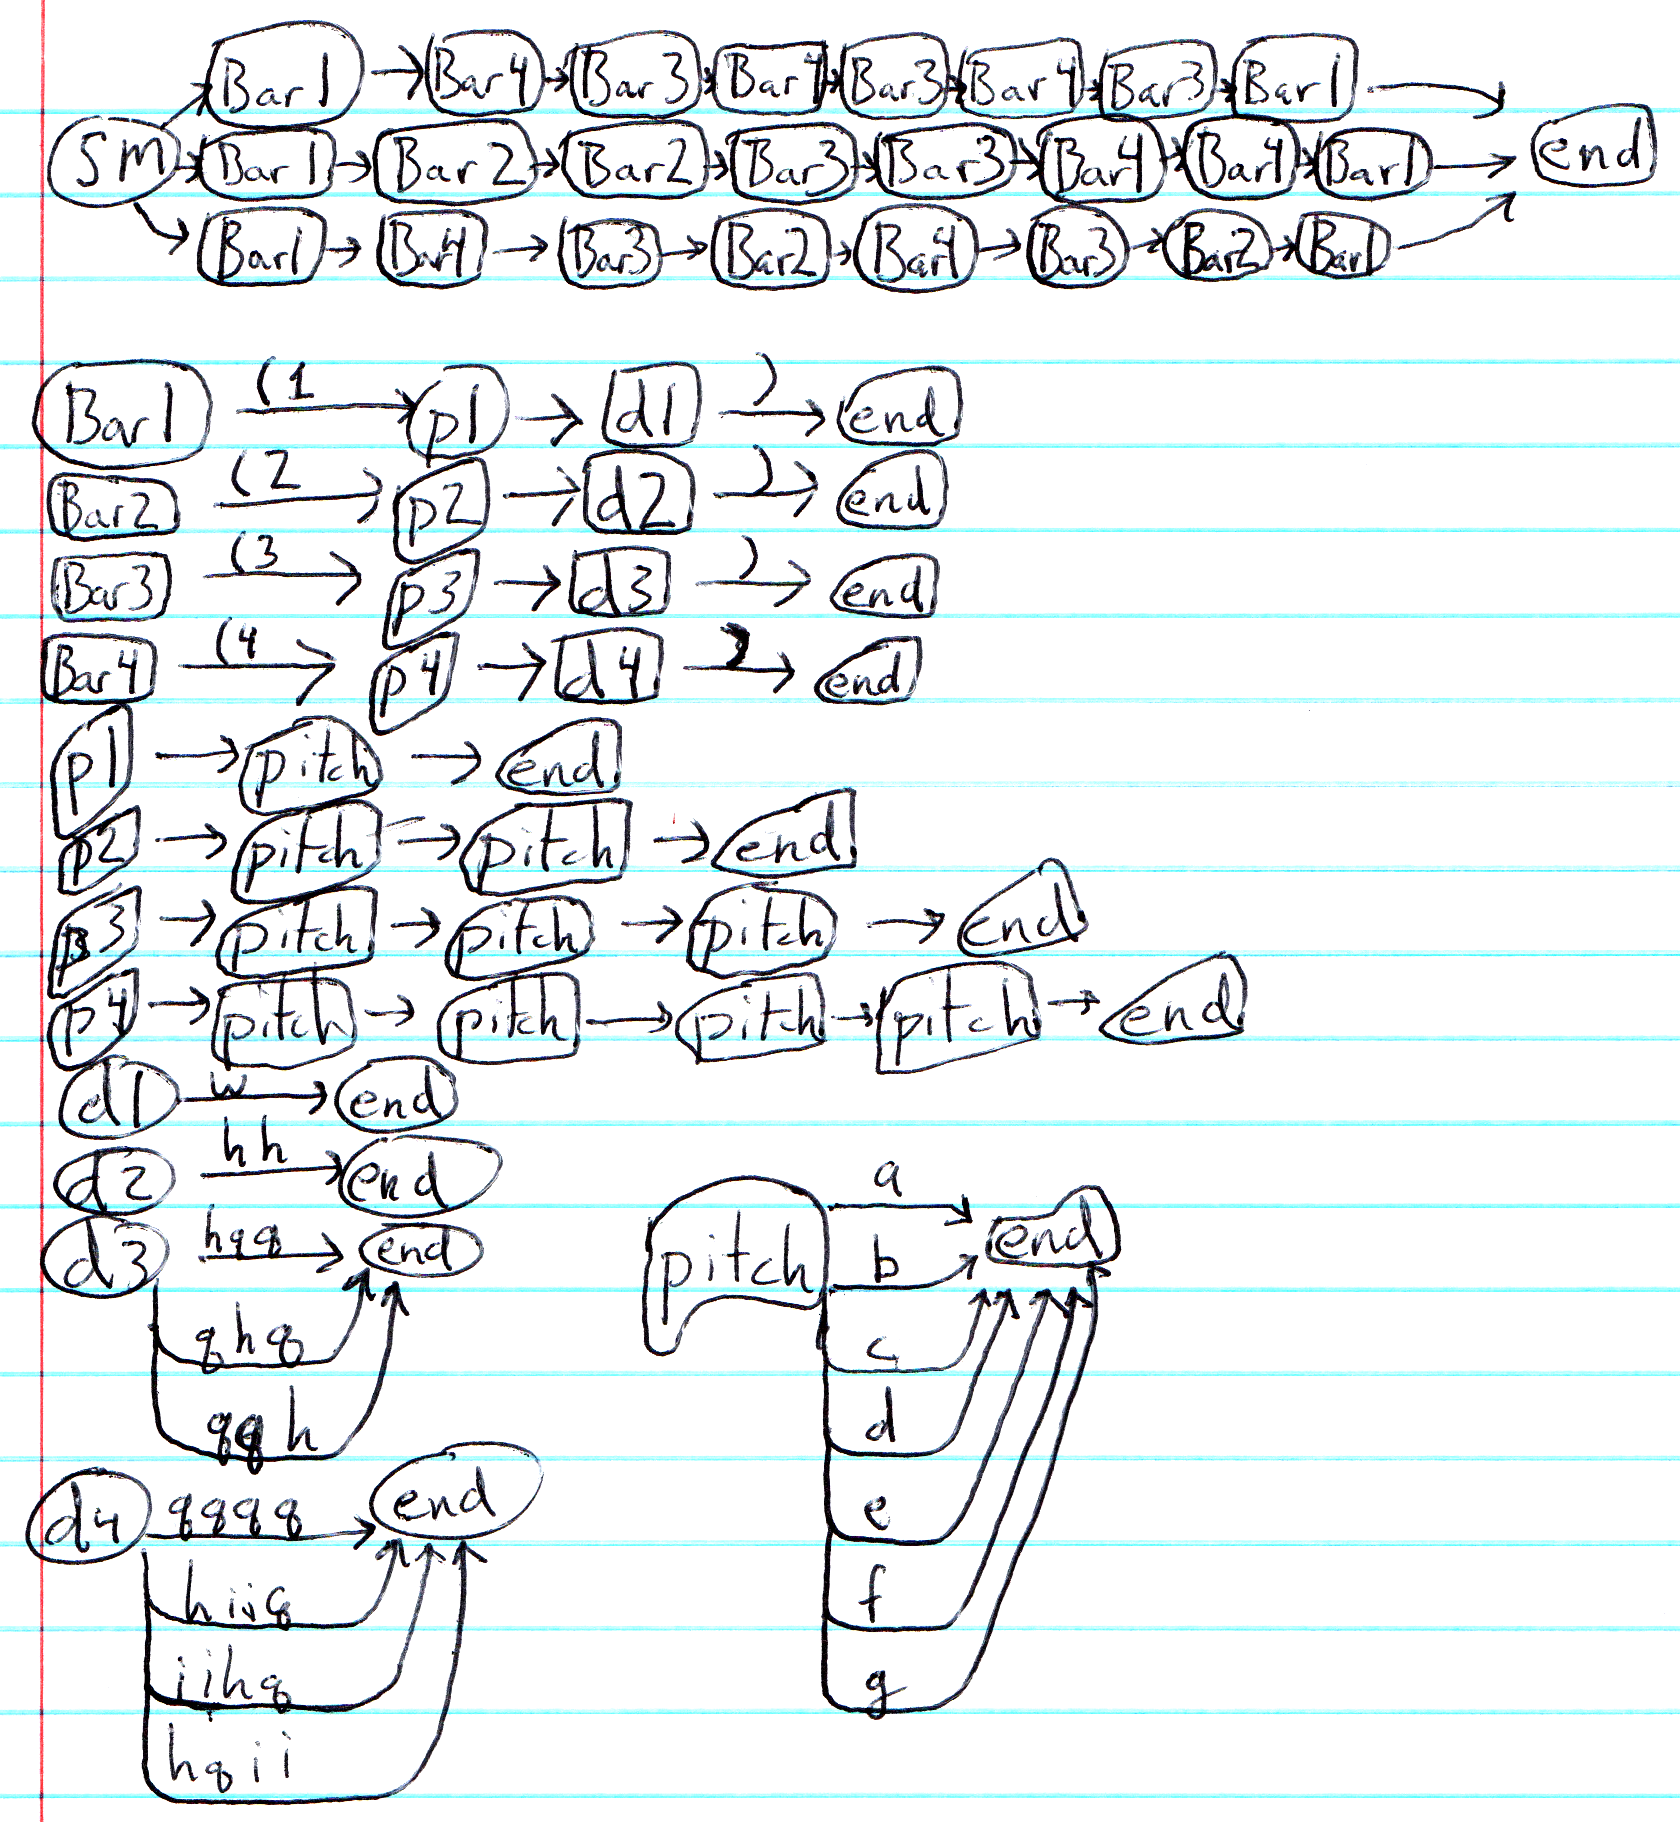 Bar1 Bar4 Bar3 Bar4 Bar3 Bar4 Bar3 Bar1
SM Bar1 Bar2 Bar2 Bar3 Bar3 Bar4 Bar4 Bar1 end
Bar1 Bar4 Bar3 Bar2 Bar4 Bar3 Bar2 Bar1
Bar1 (1 p1 d1 ) end
Bar2 (2 p2 d2 ) end
Bar3 (3 p3 d3 ) end
Bar4 (4 p4 d4 ) end
p1 pitch end
p2 pitch pitch end
p3 pitch pitch pitch end
p4 pitch pitch pitch pitch end
d1 w end
d2 hh end
d3 hqq end
qhq
qqh
d4 qqqq end
hiiq
iihq
hqii
pitch a end
b
c
d
e
f
g